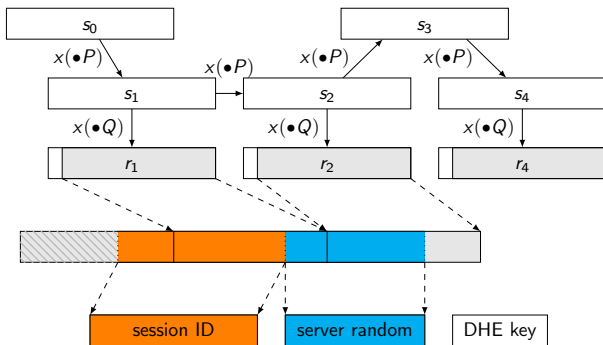 s0 s3
x(•P) x(•P) x(•P) x(•P)
s1 s2 s4
x(•Q) x(•Q) x(•Q)
r1 r2 r4
session ID server random DHE key